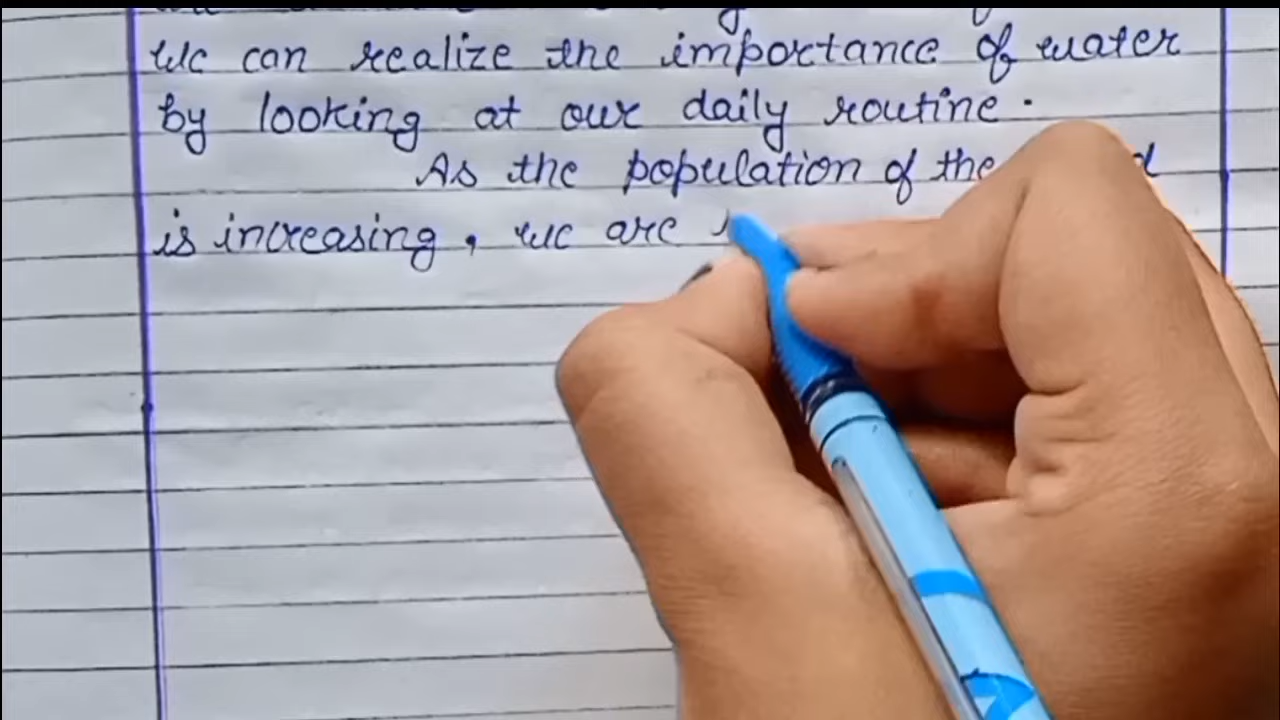 we can realize the importance of water
by looking at our daily routine.
As the population of the
is increasing, we are